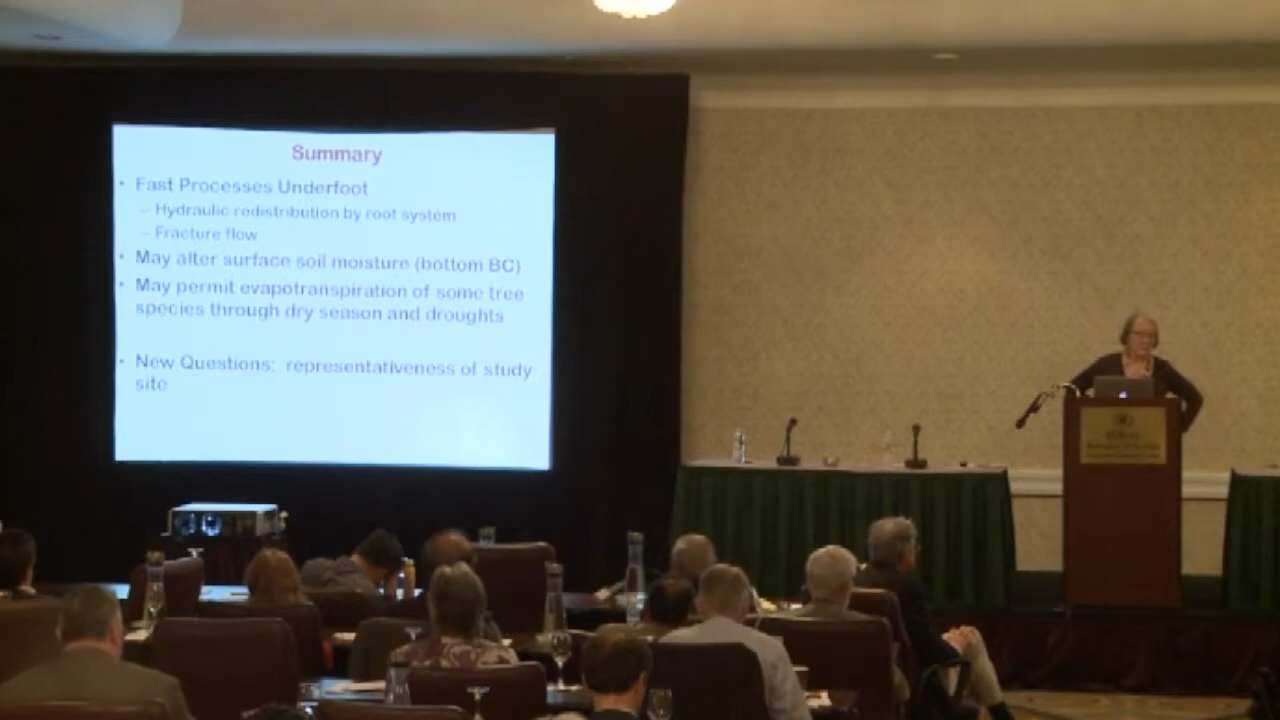 Summary
• Fast Processes Underfoot
– Hydraulic redistribution by root system
– Fracture flow
• May alter surface soil moisture (bottom BC)
• May permit evapotranspiration of some tree
species through dry season and droughts
• New Questions: representativeness of study
site